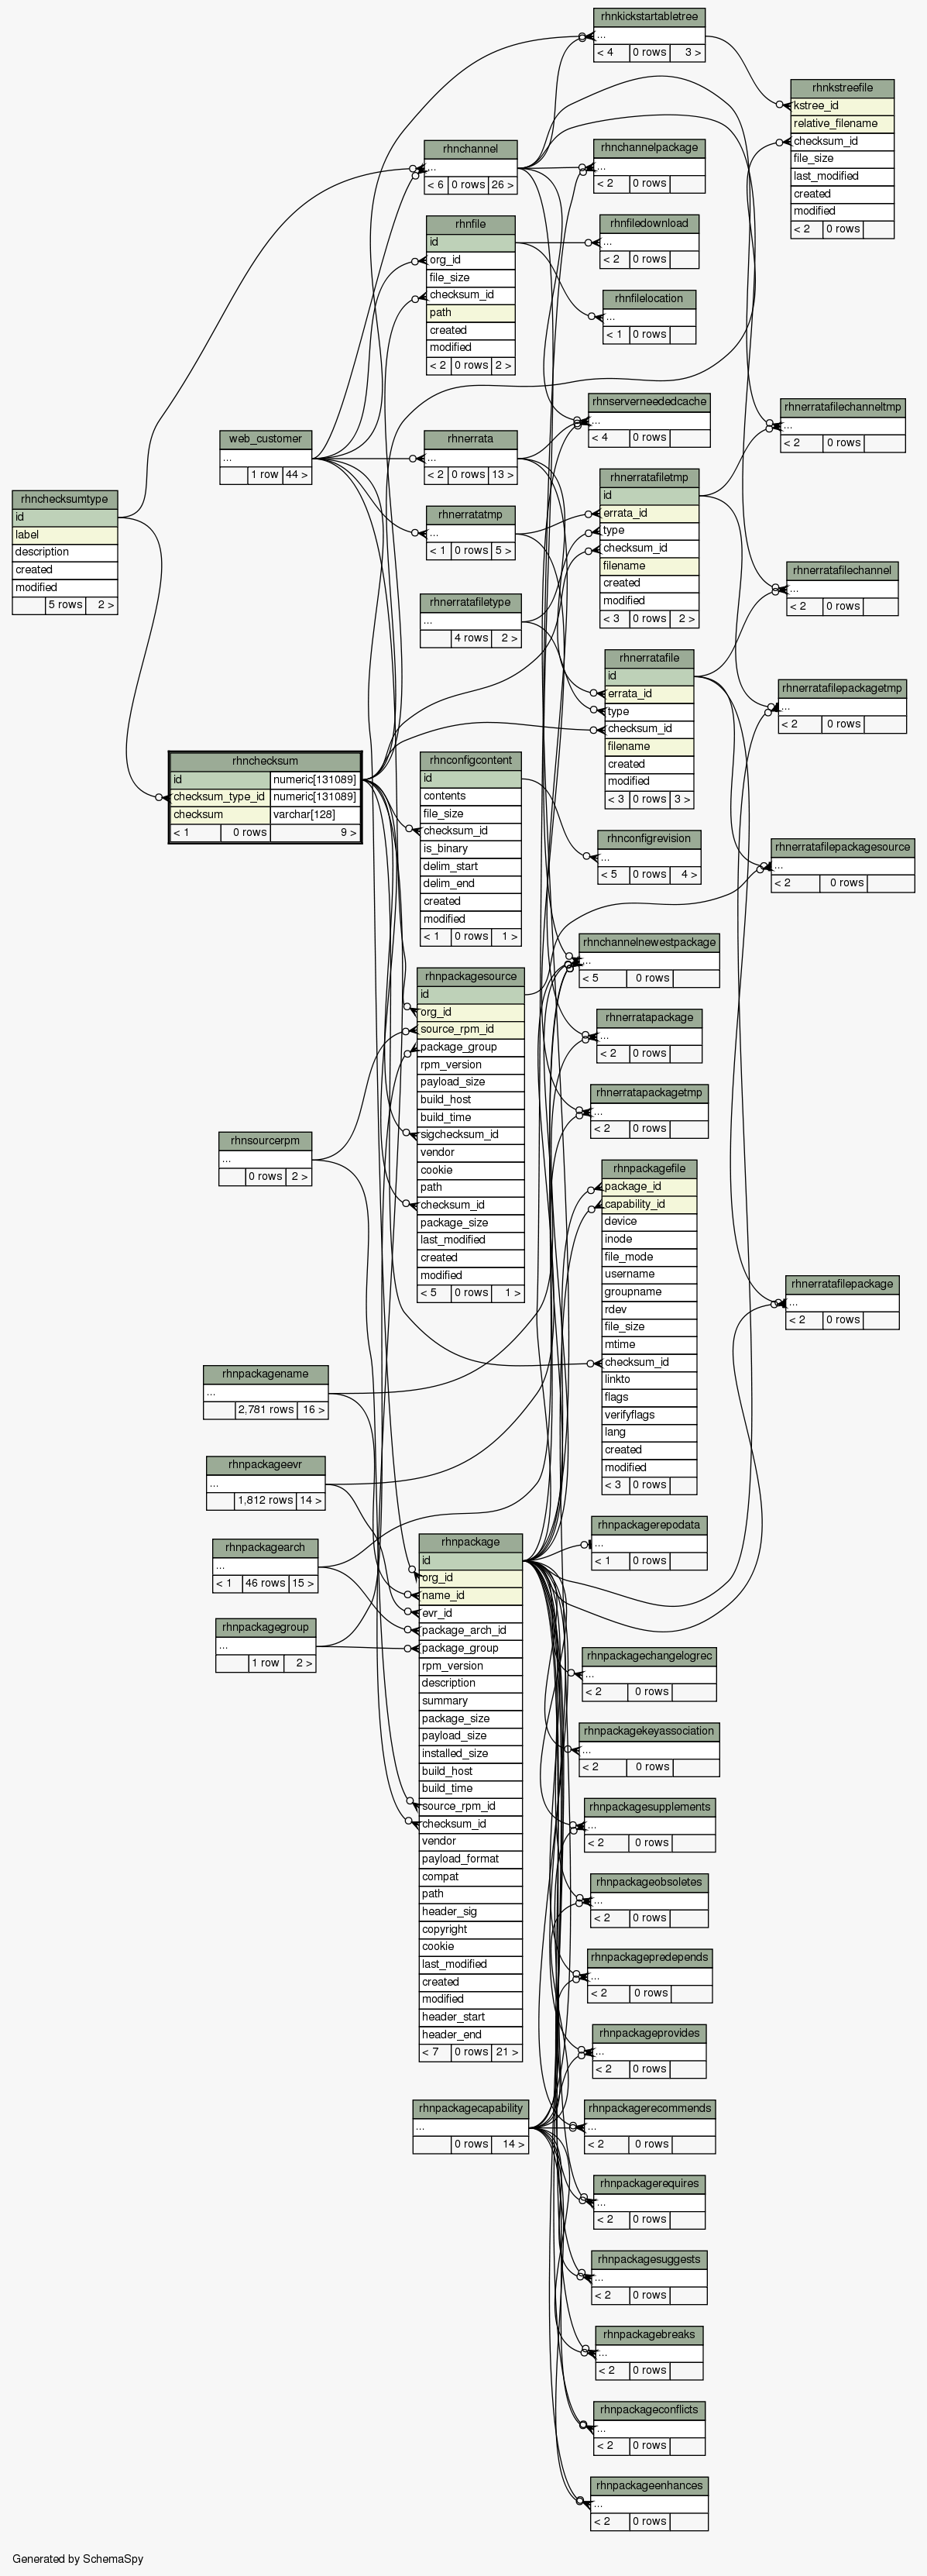 rhnkickstartabletree
...
< 4 0 rows 3 >
rhnkstreefile
kstree_id
relative_filename
checksum_id
file_size
last_modified
created
modified
< 2 0 rows
rhnchannel
...
< 6 0 rows 26 >
rhnchannelpackage
...
< 2 0 rows
rhnfile
id
org_id
file_size
checksum_id
path
created
modified
< 2 0 rows 2 >
rhnfiledownload
...
< 2 0 rows
rhnfilelocation
...
< 1 0 rows
rhnserverneededcache
...
< 4 0 rows
rhnerratafilechanneltmp
...
< 2 0 rows
web_customer
...
1 row 44 >
rhnerrata
...
< 2 0 rows 13 >
rhnchecksumtype
id
label
description
created
modified
5 rows 2 >
rhnerratatmp
...
< 1 0 rows 5 >
rhnerratafiletmp
id
errata_id
type
checksum_id
filename
created
modified
< 3 0 rows 2 >
rhnerratafilechannel
...
< 2 0 rows
rhnerratafiletype
...
4 rows 2 >
rhnerratafile
id
errata_id
type
checksum_id
filename
created
modified
< 3 0 rows 3 >
rhnerratafilepackagetmp
...
< 2 0 rows
rhnchecksum
id numeric[131089]
checksum_type_id numeric[131089]
checksum varchar[128]
< 1 0 rows 9 >
rhnconfigcontent
id
contents
file_size
checksum_id
is_binary
delim_start
delim_end
created
modified
< 1 0 rows 1 >
rhnconfigrevision
...
< 5 0 rows 4 >
rhnerratafilepackagesource
...
< 2 0 rows
rhnchannelnewestpackage
...
< 5 0 rows
rhnpackagesource
id
org_id
source_rpm_id
package_group
rpm_version
payload_size
build_host
build_time
sigchecksum_id
vendor
cookie
path
checksum_id
package_size
last_modified
created
modified
< 5 0 rows 1 >
rhnerratapackage
...
< 2 0 rows
rhnerratapackagetmp
...
< 2 0 rows
rhnsourcerpm
...
0 rows 2 >
rhnpackagefile
package_id
capability_id
device
inode
file_mode
username
groupname
rdev
file_size
mtime
checksum_id
linkto
flags
verifyflags
lang
created
modified
< 3 0 rows
rhnerratafilepackage
...
< 2 0 rows
rhnpackagename
...
2,781 rows 16 >
rhnpackageevr
...
1,812 rows 14 >
rhnpackagearch
...
< 1 46 rows 15 >
rhnpackagegroup
...
1 row 2 >
rhnpackage
id
org_id
name_id
evr_id
package_arch_id
package_group
rpm_version
description
summary
package_size
payload_size
installed_size
build_host
build_time
source_rpm_id
checksum_id
vendor
payload_format
compat
path
header_sig
copyright
cookie
last_modified
created
modified
header_start
header_end
< 7 0 rows 21 >
rhnpackagerepodata
...
< 1 0 rows
rhnpackagechangelogrec
...
< 2 0 rows
rhnpackagekeyassociation
...
< 2 0 rows
rhnpackagesupplements
...
< 2 0 rows
rhnpackageobsoletes
...
< 2 0 rows
rhnpackagepredepends
...
< 2 0 rows
rhnpackageprovides
...
< 2 0 rows
rhnpackagecapability
...
0 rows 14 >
rhnpackagerecommends
...
< 2 0 rows
rhnpackagerequires
...
< 2 0 rows
rhnpackagesuggests
...
< 2 0 rows
rhnpackagebreaks
...
< 2 0 rows
rhnpackageconflicts
...
< 2 0 rows
rhnpackageenhances
...
< 2 0 rows
Generated by SchemaSpy